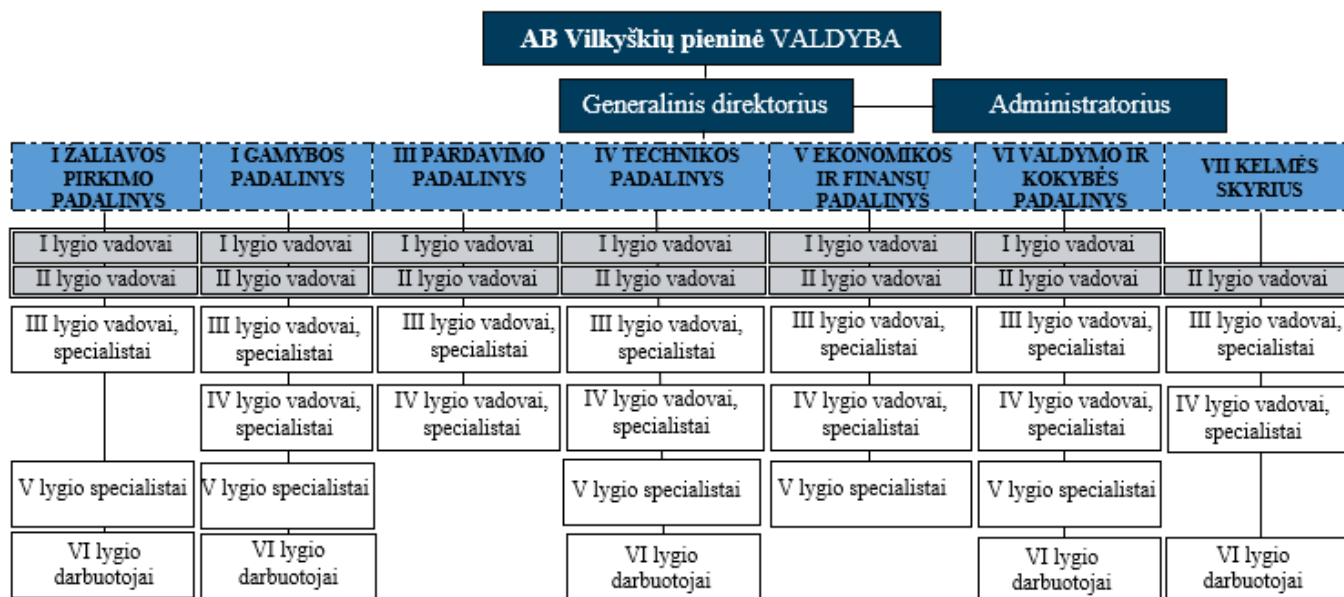 AB Vilkyškių pieninė VALDYBA
Generalinis direktorius
Administratorius
I ŽALIAVOS
PIRKIMO
PADALINYS
I GAMYBOS
PADALINYS
III PARDAVIMO
PADALINYS
IV TECHNIKOS
PADALINYS
V EKONOMIKOS
IR FINANSŲ
PADALINYS
VI VALDYMO IR
KOKYBĖS
PADALINYS
VII KELMĖS
SKYRIUS
I lygio vadovai
I lygio vadovai
I lygio vadovai
I lygio vadovai
I lygio vadovai
I lygio vadovai
II lygio vadovai
II lygio vadovai
II lygio vadovai
II lygio vadovai
II lygio vadovai
II lygio vadovai
II lygio vadovai
III lygio vadovai,
specialistai
III lygio vadovai,
specialistai
III lygio vadovai,
specialistai
III lygio vadovai,
specialistai
III lygio vadovai,
specialistai
III lygio vadovai,
specialistai
III lygio vadovai,
specialistai
IV lygio vadovai,
specialistai
IV lygio vadovai,
specialistai
IV lygio vadovai,
specialistai
IV lygio vadovai,
specialistai
IV lygio vadovai,
specialistai
IV lygio vadovai,
specialistai
V lygio specialistai
V lygio specialistai
V lygio specialistai
V lygio specialistai
V lygio specialistai
VI lygio
darbuotojai
VI lygio
darbuotojai
VI lygio
darbuotojai
VI lygio
darbuotojai
VI lygio
darbuotojai